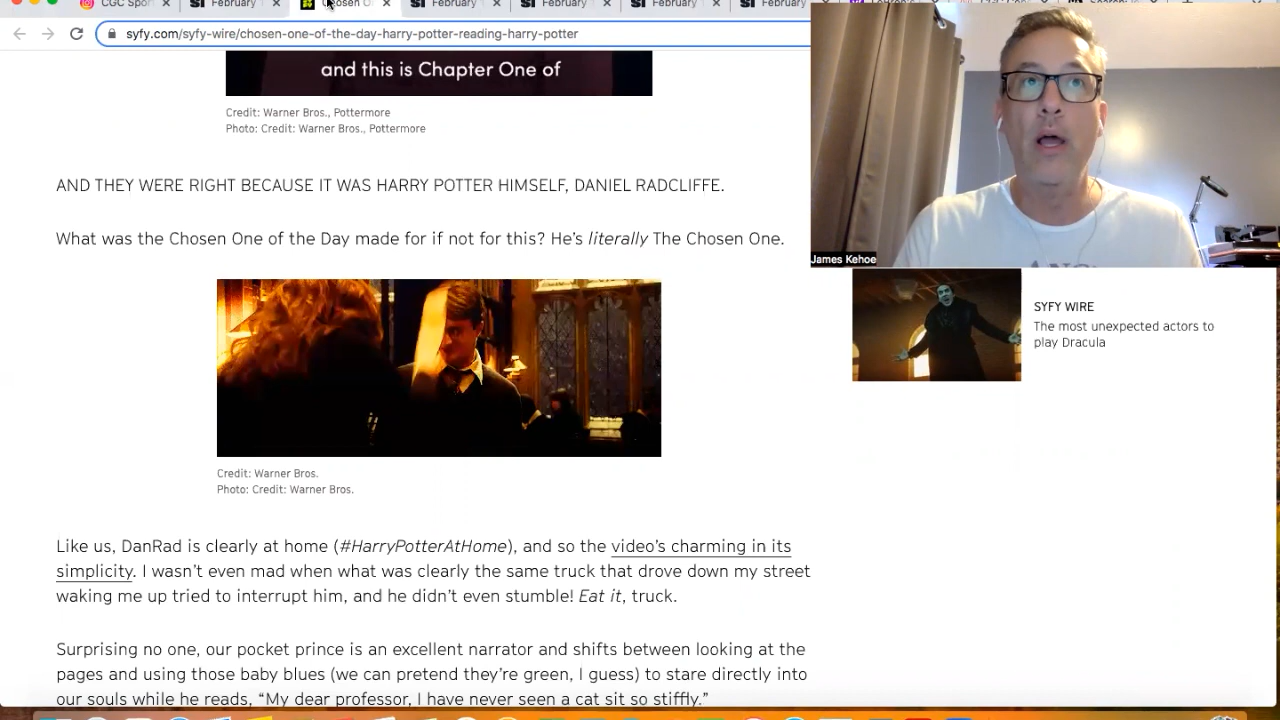 CGC Spor
February
Chosen O
February
February
February
February
syfy.com/syfy-wire/chosen-one-of-the-day-harry-potter-reading-harry-potter
and this is Chapter One of
Credit: Warner Bros., Pottermore
Photo: Credit: Warner Bros., Pottermore
AND THEY WERE RIGHT BECAUSE IT WAS HARRY POTTER HIMSELF, DANIEL RADCLIFFE.
What was the Chosen One of the Day made for if not for this? He's literally The Chosen One.
James Kehoe
SYFY WIRE
The most unexpected actors to
play Dracula
Credit: Warner Bros.
Photo: Credit: Warner Bros.
Like us, DanRad is clearly at home (#HarryPotterAtHome), and so the video's charming in its
simplicity. I wasn't even mad when what was clearly the same truck that drove down my street
waking me up tried to interrupt him, and he didn't even stumble! Eat it, truck.
Surprising no one, our pocket prince is an excellent narrator and shifts between looking at the
pages and using those baby blues (we can pretend they're green, I guess) to stare directly into
our souls while he reads, “My dear professor, I have never seen a cat sit so stiffly.”